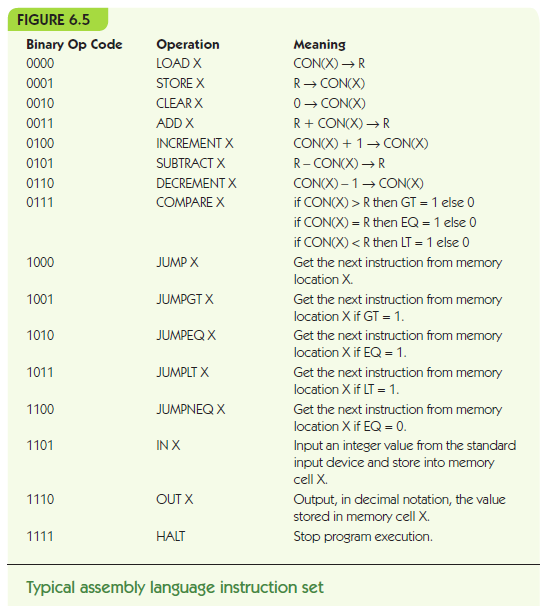 FIGURE 6.5
Binary Op Code Operation Meaning
0000 LOAD X CON(X) → R
0001 STORE X R → CON(X)
0010 CLEAR X 0 → CON(X)
0011 ADD X R + CON(X) → R
0100 INCREMENT X CON(X) + 1 → CON(X)
0101 SUBTRACT X R – CON(X) → R
0110 DECREMENT X CON(X) – 1 → CON(X)
0111 COMPARE X if CON(X) > R then GT = 1 else 0
if CON(X) = R then EQ = 1 else 0
if CON(X) < R then LT = 1 else 0
1000 JUMP X Get the next instruction from memory
location X.
1001 JUMPGT X Get the next instruction from memory
location X if GT = 1.
1010 JUMPEQ X Get the next instruction from memory
location X if EQ = 1.
1011 JUMPLT X Get the next instruction from memory
location X if LT = 1.
1100 JUMPNEQ X Get the next instruction from memory
location X if EQ = 0.
1101 IN X Input an integer value from the standard
input device and store into memory
cell X.
1110 OUT X Output, in decimal notation, the value
stored in memory cell X.
1111 HALT Stop program execution.
Typical assembly language instruction set